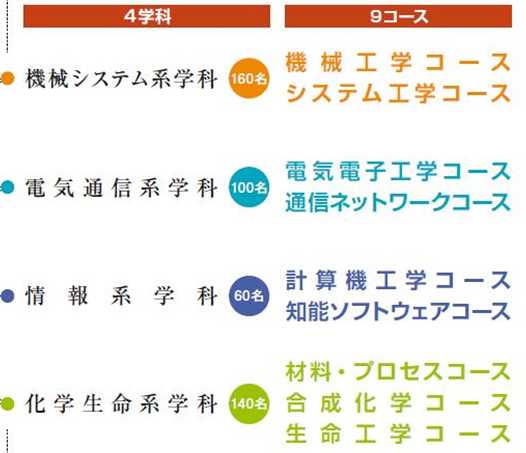 4学科
9コース
機械システム系学科
160名
機械工学コース
システム工学コース
電気通信系学科
100名
電気電子工学コース
通信ネットワークコース
情報系学科
60名
計算機工学コース
知能ソフトウェアコース
化学生命系学科
140名
材料・プロセスコース
合成化学コース
生命工学コース